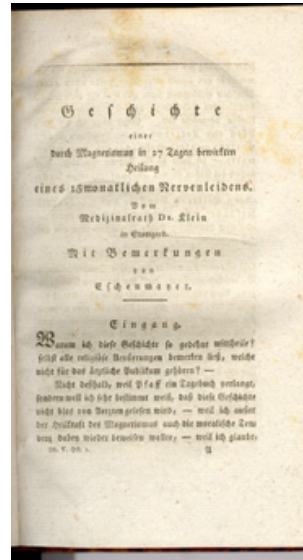 Geschichte
einer
durch Magnetismus in 27 Tagen bewirkten
Heilung
eines 15monatlichen Nervenleidens.
Vom
Medizinalrath Dr. Klein
in Stuttgard.
Mit Bemerkungen
von
Eschenmayer.
Eingang.
Warum ich diese Geschichte so gedehnt mittheile?
selbst alle religiöse Aeusserungen bemerken ließ, welche
nicht für das ärztliche Publikum gehören? —
Nicht deßhalb, weil Pfaff ein Tagebuch verlangt,
sondern weil ich sehr bestimmt weiß, daß diese Geschichte
nicht blos von Aerzten gelesen wird, — weil ich ausser
der Heilkraft des Magnetismus auch die moralische Ten
denz dabey wieder beweisen wollte, — weil ich glaube,
A